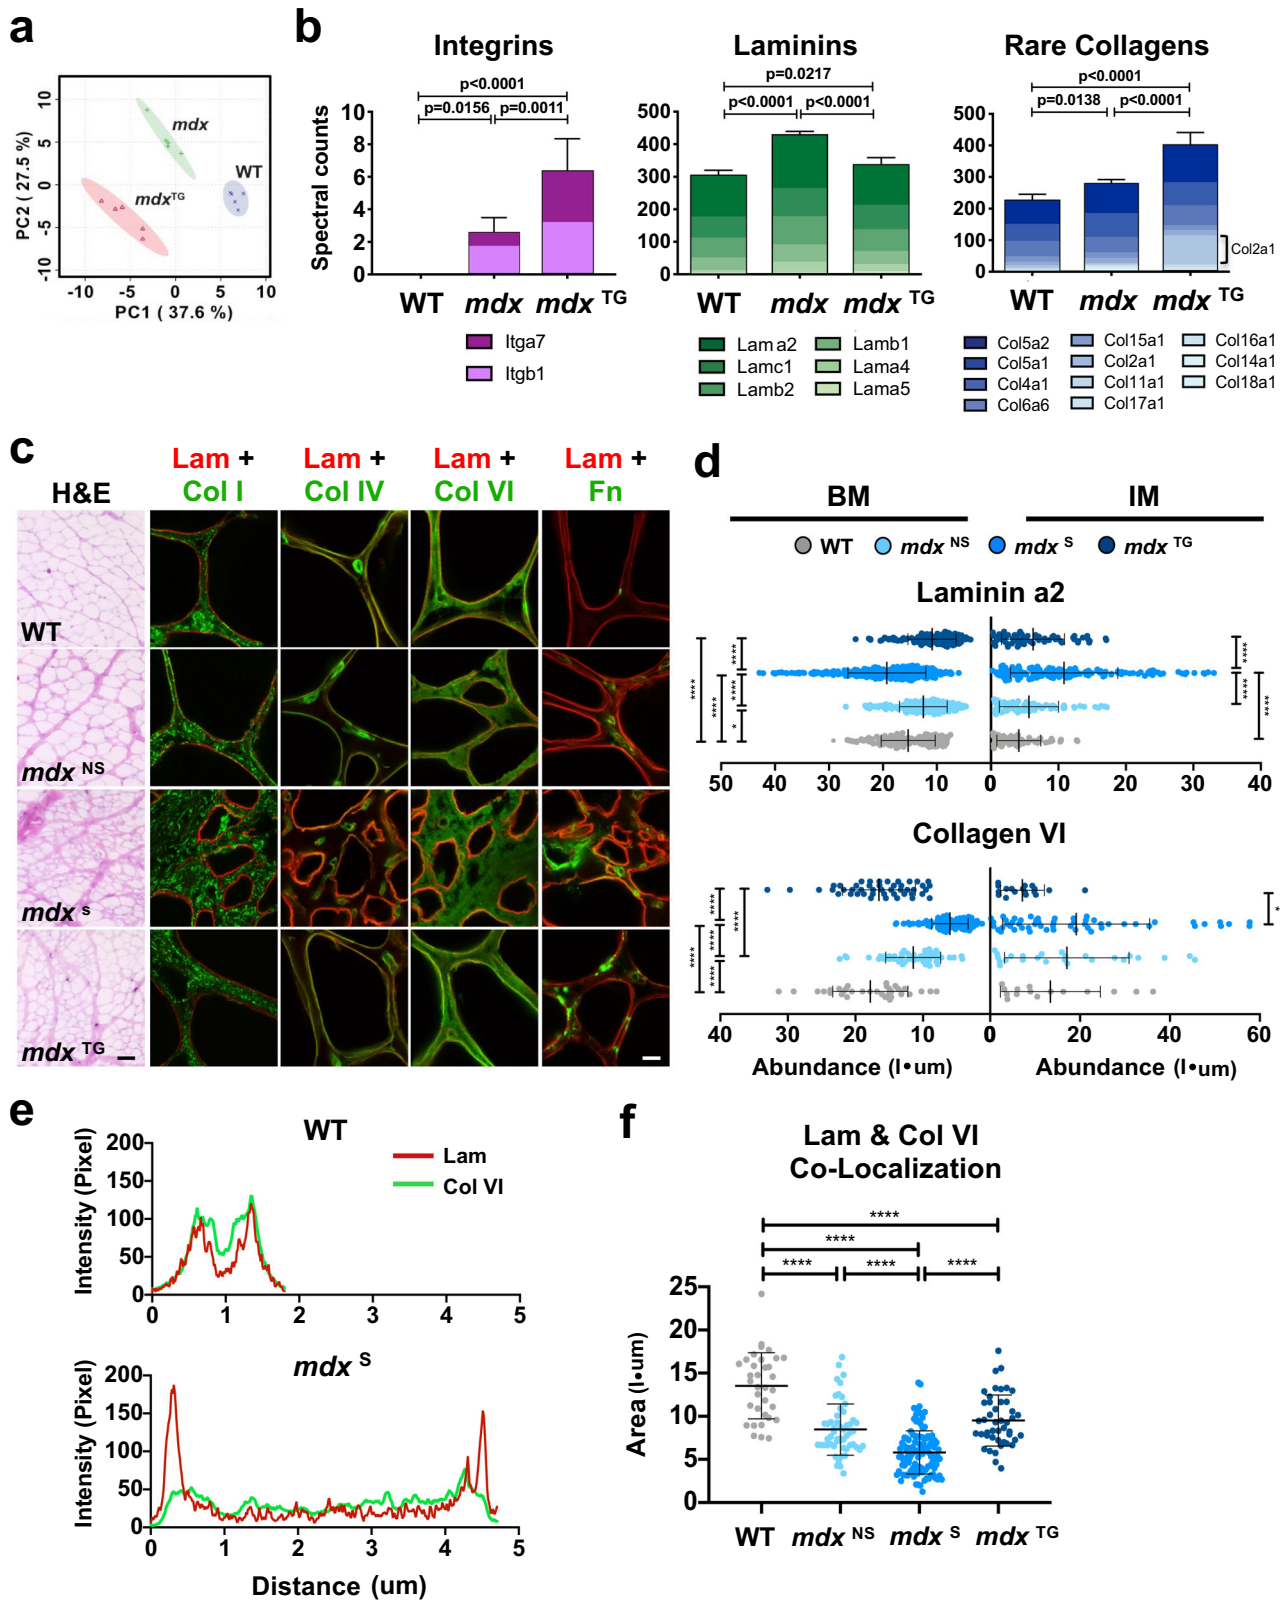 a
mdx
WT
mdxTG
PC2 ( 27.5 %)
10
5
0
-5
-10
-10 -5 0 5 10
PC1 ( 37.6 %)
b
Integrins
p<0.0001
p=0.0156 p=0.0011
Spectral counts
10
8
6
4
2
0
WT mdx mdx TG
Itga7
Itgb1
Laminins
p=0.0217
p<0.0001 p<0.0001
500
400
300
200
100
0
WT mdx mdx TG
Lama2
Lamc1
Lamb2
Lamb1
Lama4
Lama5
Rare Collagens
p<0.0001
p=0.0138 p<0.0001
500
400
300
200
100
0
Col2a1
WT mdx mdx TG
Col5a2
Col5a1
Col4a1
Col6a6
Col15a1
Col2a1
Col11a1
Col17a1
Col16a1
Col14a1
Col18a1
c
H&E
Lam +
Col I
Lam +
Col IV
Lam +
Col VI
Lam +
Fn
WT
mdx NS
mdx s
mdx TG
d
BM IM
WT mdx NS mdx S mdx TG
Laminin a2
**** **** **** **** *
**** **** ****
50 40 30 20 10 0 10 20 30 40
Collagen VI
**** **** **** **** ****
*
40 30 20 10 0 20 40 60
Abundance (I•um) Abundance (I•um)
e
WT
Intensity (Pixel)
200
150
100
50
0
0 1 2 3 4 5
Lam
Col VI
mdx S
Intensity (Pixel)
200
150
100
50
0
0 1 2 3 4 5
Distance (um)
f
Lam & Col VI
Co-Localization
****
****
**** **** ****
Area (I•um)
25
20
15
10
5
0
WT mdx NS mdx S mdx TG